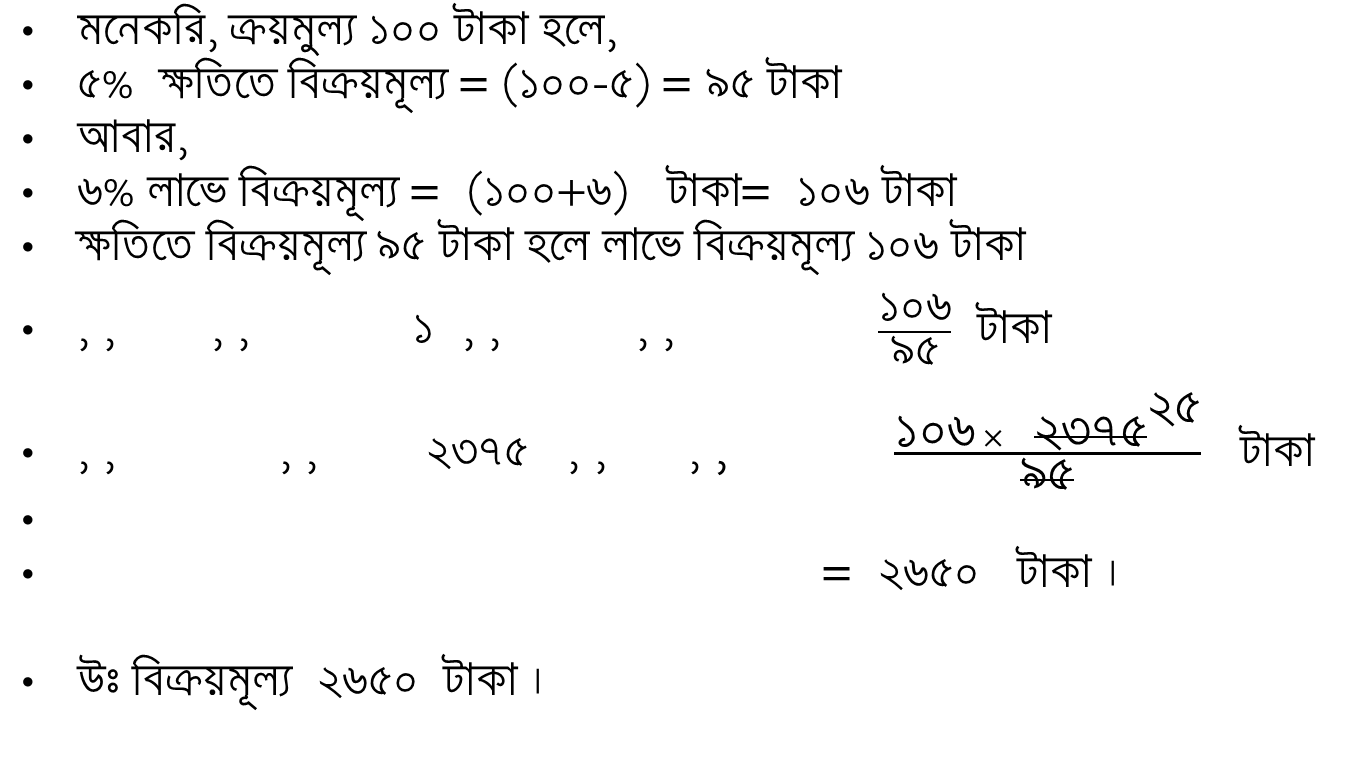 • মনেকরি, ক্রয়মুল্য ১০০ টাকা হলে,
• ৫% ক্ষতিতে বিক্রয়মূল্য = (১০০-৫) = ৯৫ টাকা
• আবার,
• ৬% লাভে বিক্রয়মূল্য = (১০০+৬) টাকা= ১০৬ টাকা
• ক্ষতিতে বিক্রয়মূল্য ৯৫ টাকা হলে লাভে বিক্রয়মূল্য ১০৬ টাকা
• , , , , ১ , , , , ১০৬/৯৫ টাকা
• , , , , ২৩৭৫ , , , , ১০৬× ২৩৭৫ ২৫/৯৫ টাকা
•
• = ২৬৫০ টাকা ।
• উঃ বিক্রয়মূল্য ২৬৫০ টাকা ।